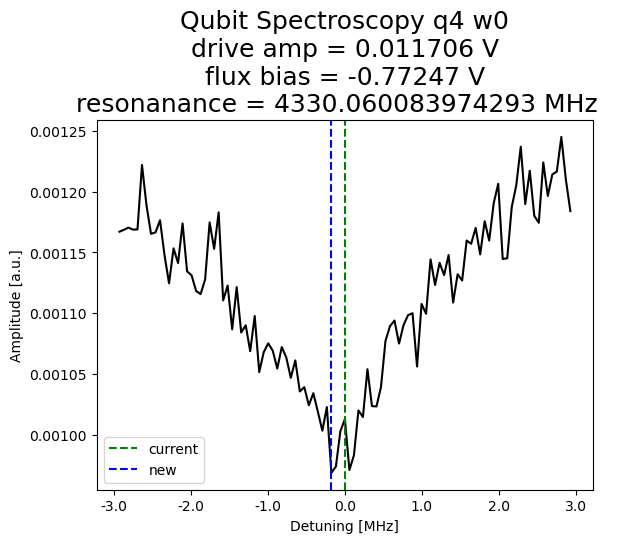 Qubit Spectroscopy q4 w0
drive amp = 0.011706 V
flux bias = -0.77247 V
resonanance = 4330.060083974293 MHz
0.00125
0.00120
0.00115
0.00110
0.00105
0.00100
Amplitude [a.u.]
current
new
-3.0 -2.0 -1.0 0.0 1.0 2.0 3.0
Detuning [MHz]